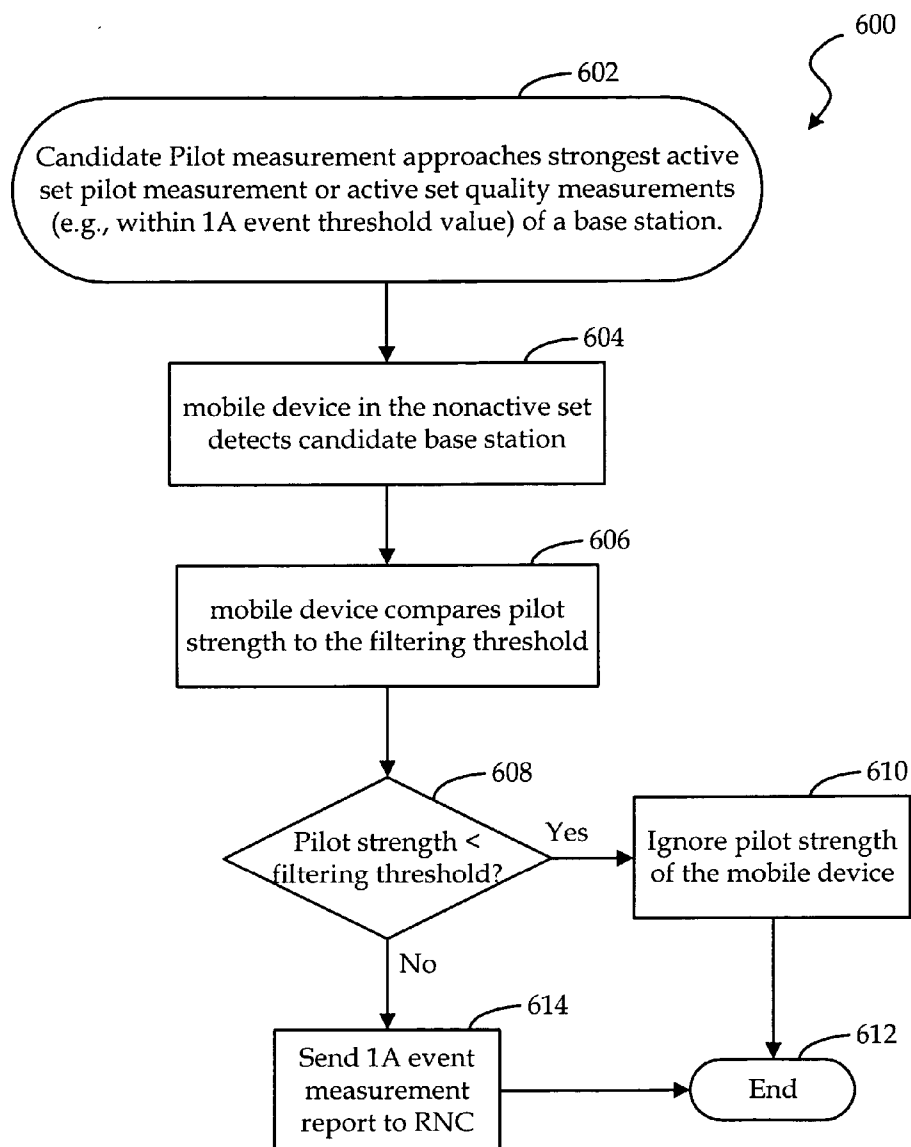 600
602
Candidate Pilot measurement approaches strongest active
set pilot measurement or active set quality measurements
(e.g., within 1A event threshold value) of a base station.
604
mobile device in the nonactive set
detects candidate base station
606
mobile device compares pilot
strength to the filtering threshold
608
Pilot strength <
filtering threshold?
Yes
610
Ignore pilot strength
of the mobile device
No
614
Send 1A event
measurement
report to RNC
612
End